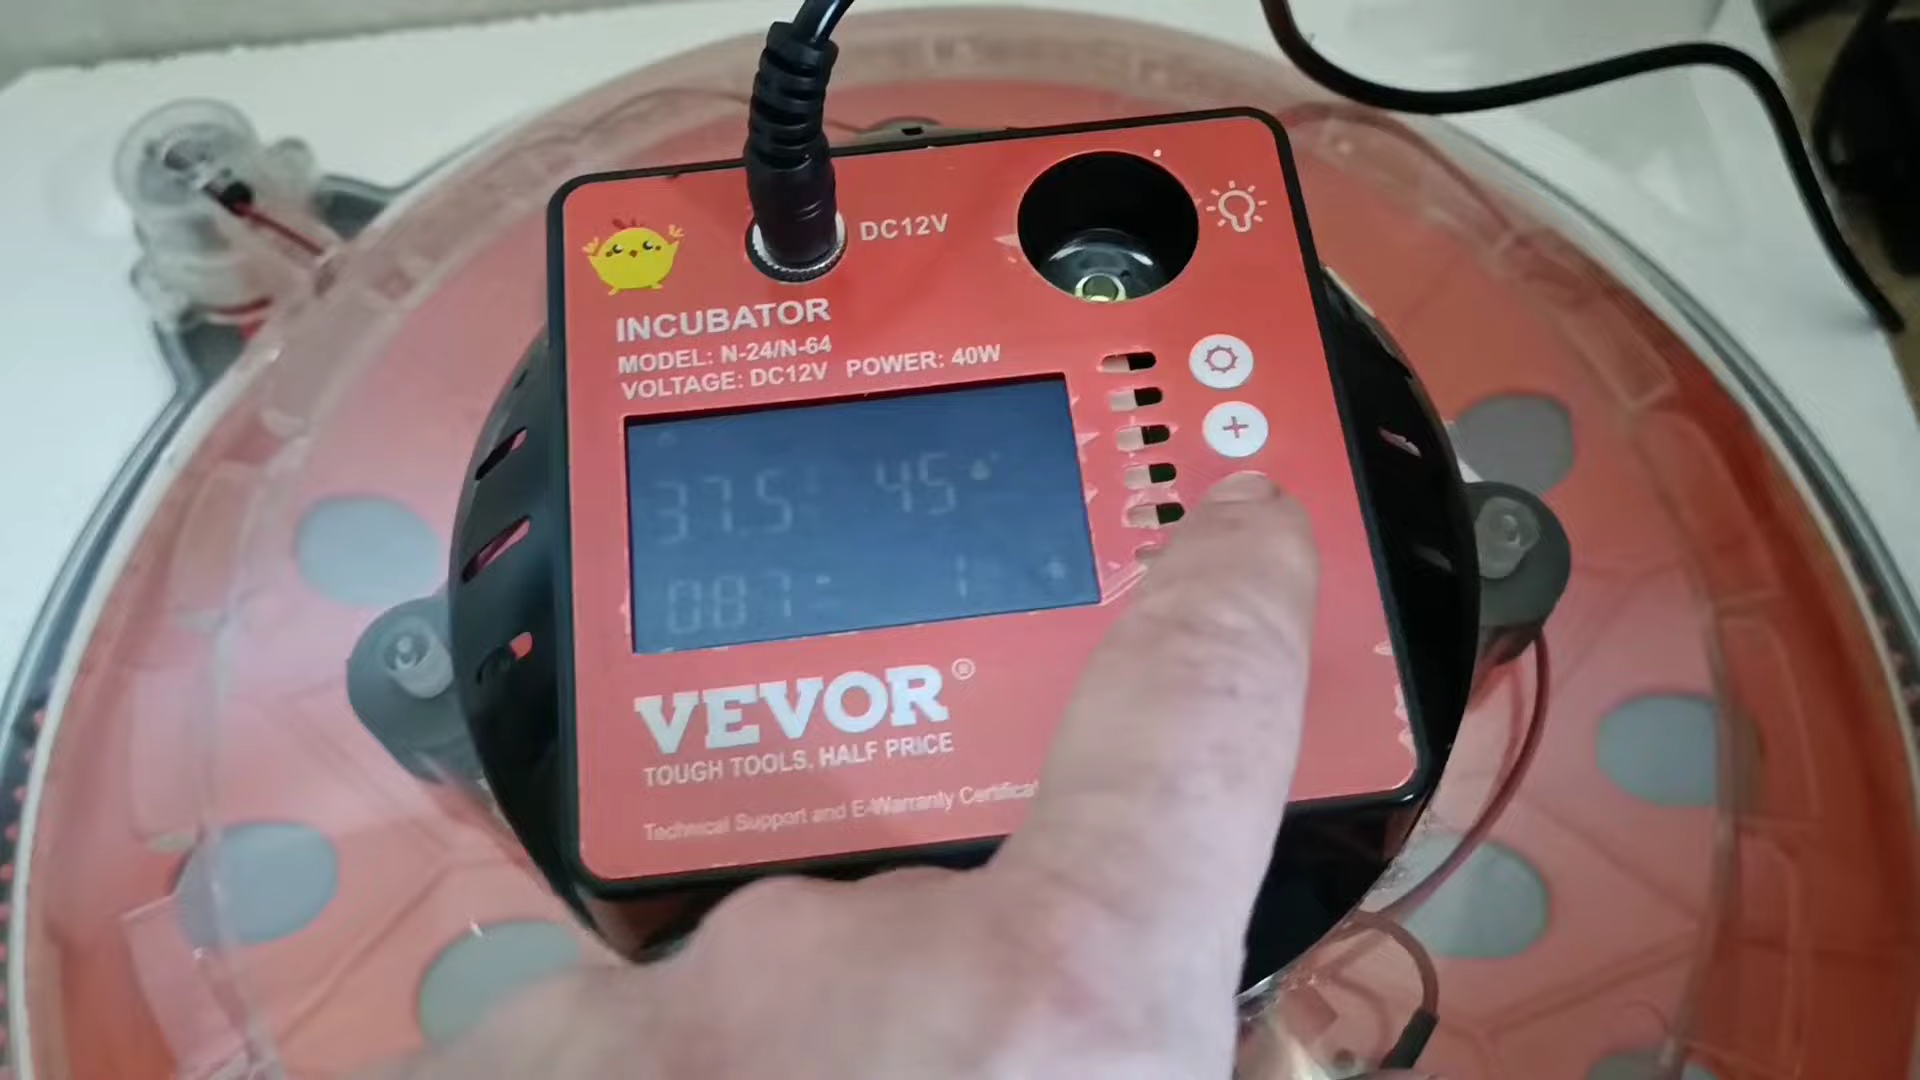 DC12V
INCUBATOR
MODEL: N-24/N-64
VOLTAGE: DC12V POWER: 40W
37.5 45
087 1
VEVOR®
TOUGH TOOLS, HALF PRICE
Technical Support and E-Warranty